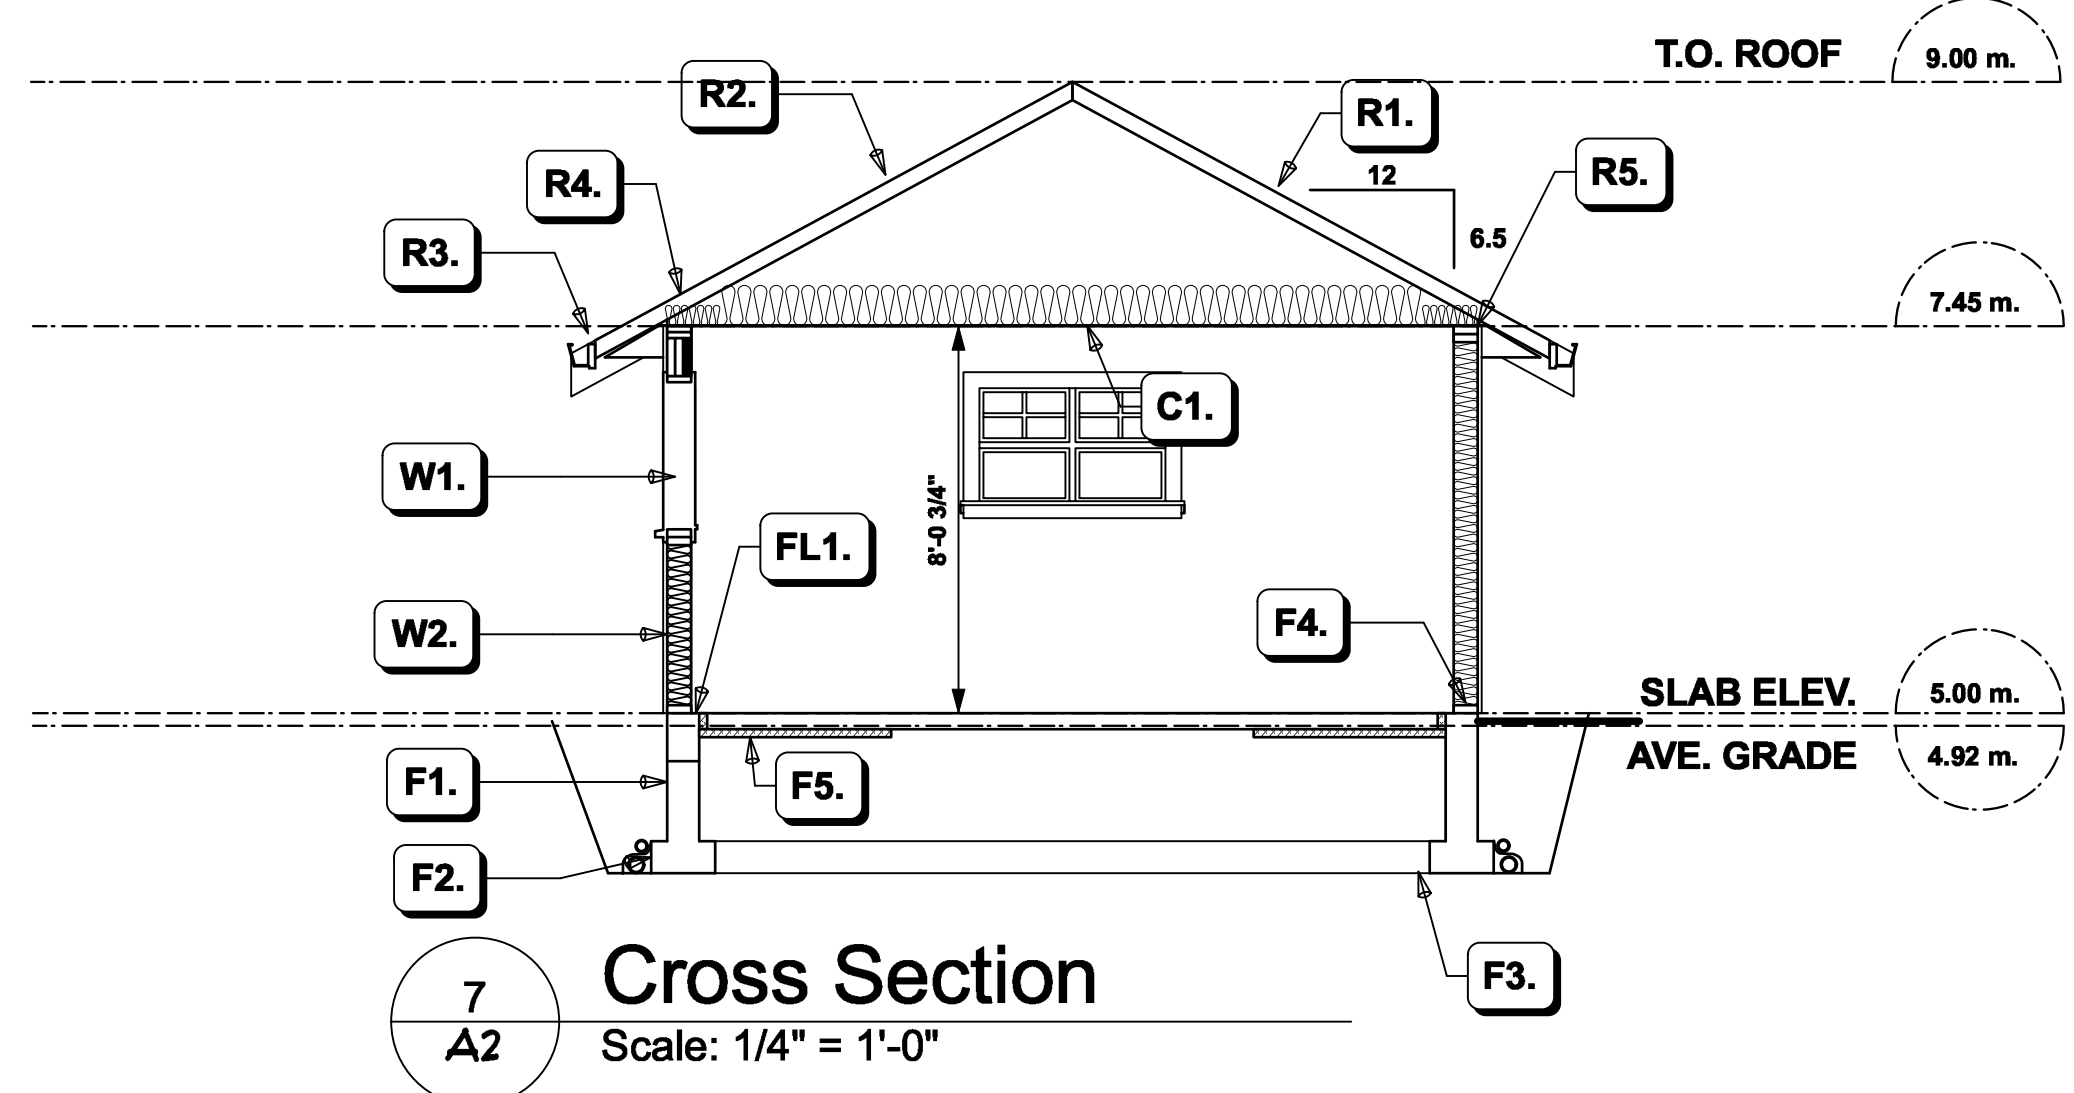 T.O. ROOF
9.00 m.
R2.
R1.
12
R5.
R4.
6.5
R3.
7.45 m.
C1.
W1.
8'-0 3/4"
FL1.
F4.
W2.
SLAB ELEV.
5.00 m.
AVE. GRADE
4.92 m.
F1.
F5.
F2.
F3.
7
A2
Cross Section
Scale: 1/4" = 1'-0"